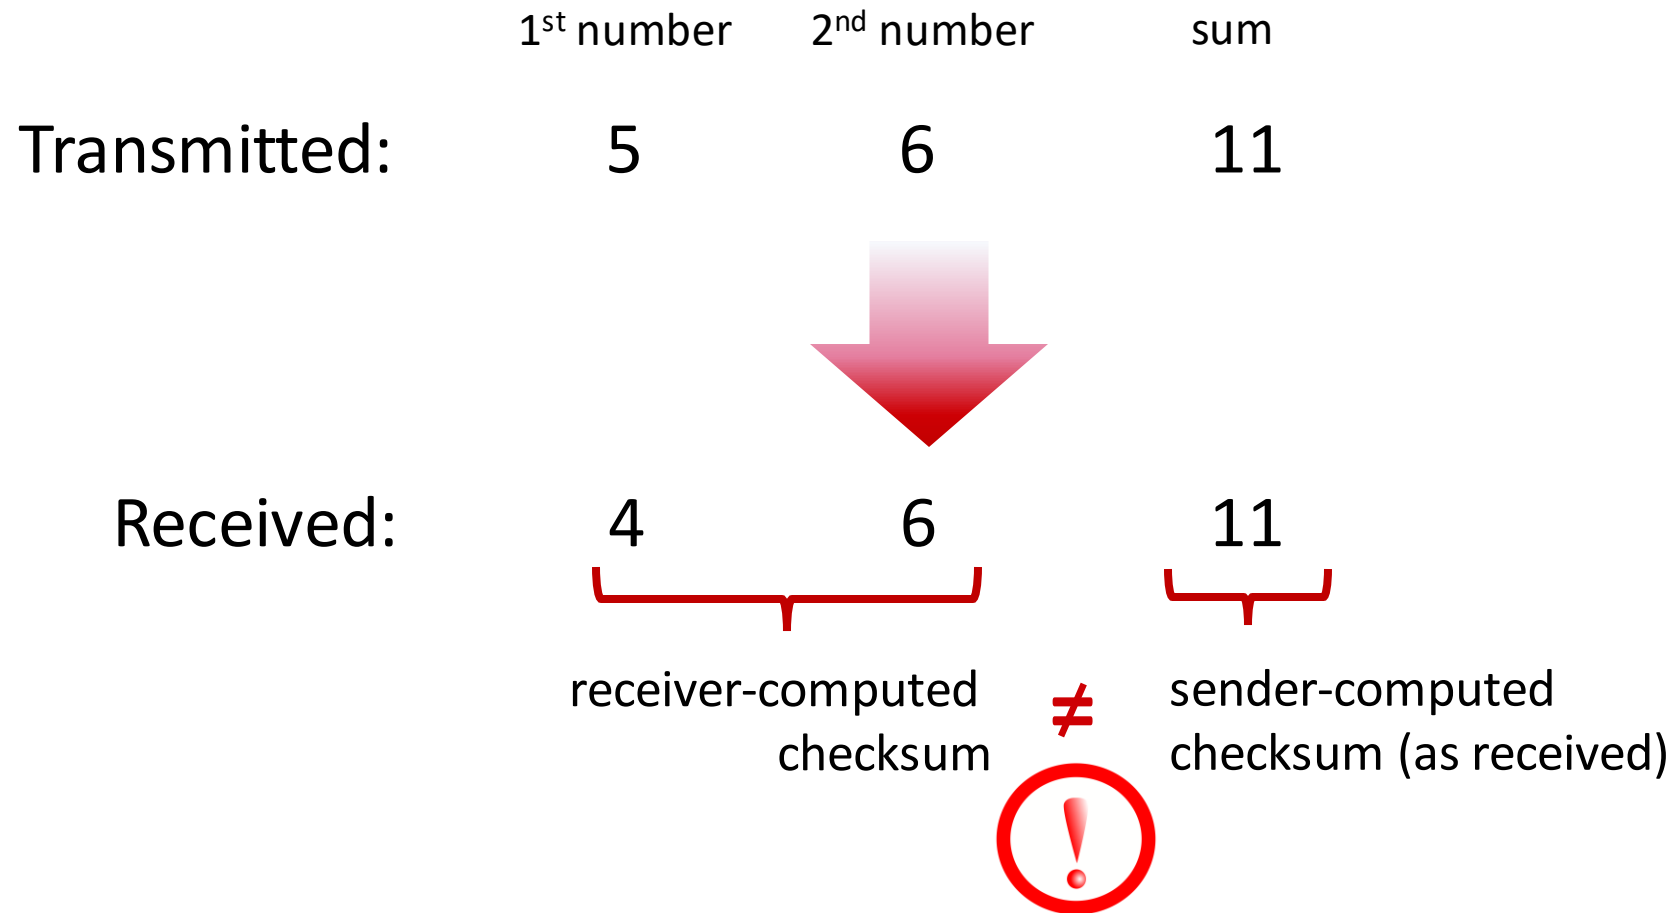 1st number 2nd number sum
Transmitted: 5 6 11
Received: 4 6 11
receiver-computed ≠ sender-computed
checksum checksum (as received)
!